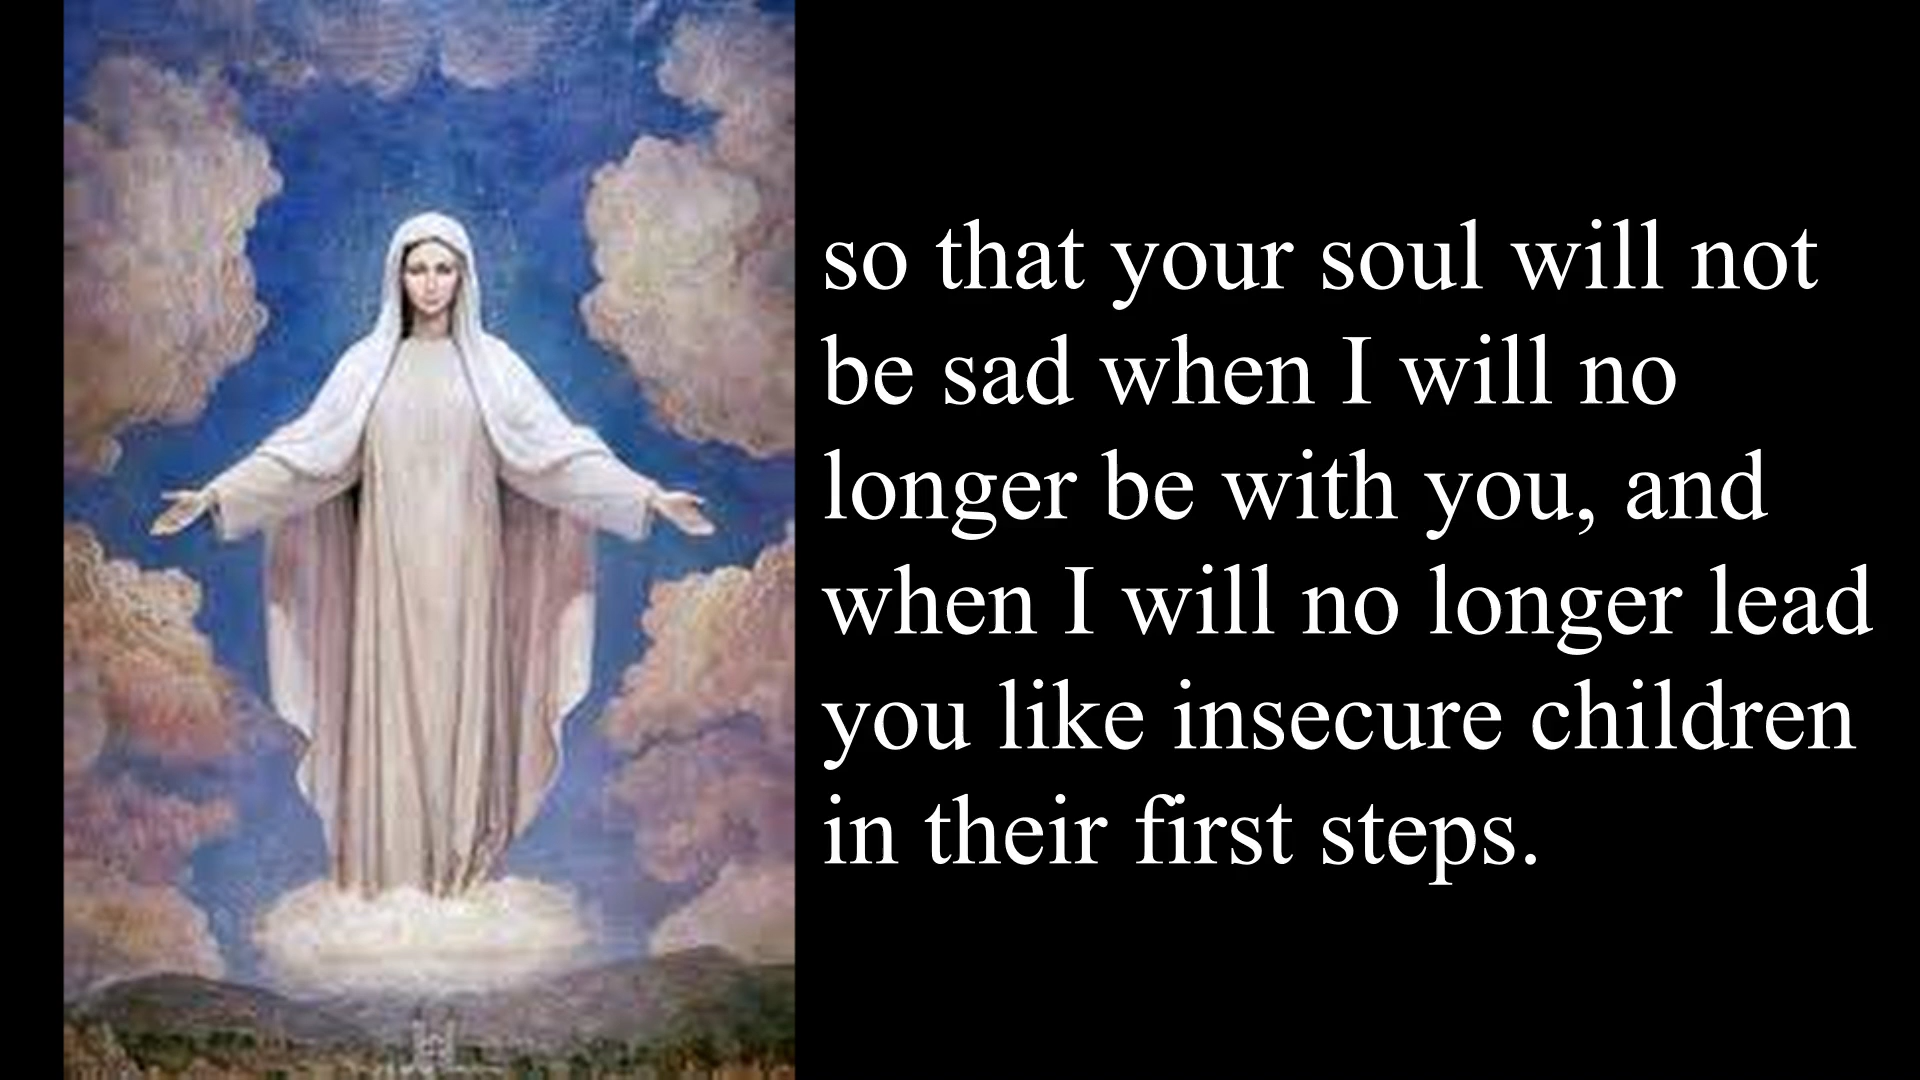 so that your soul will not
be sad when I will no
longer be with you, and
when I will no longer lead
you like insecure children
in their first steps.